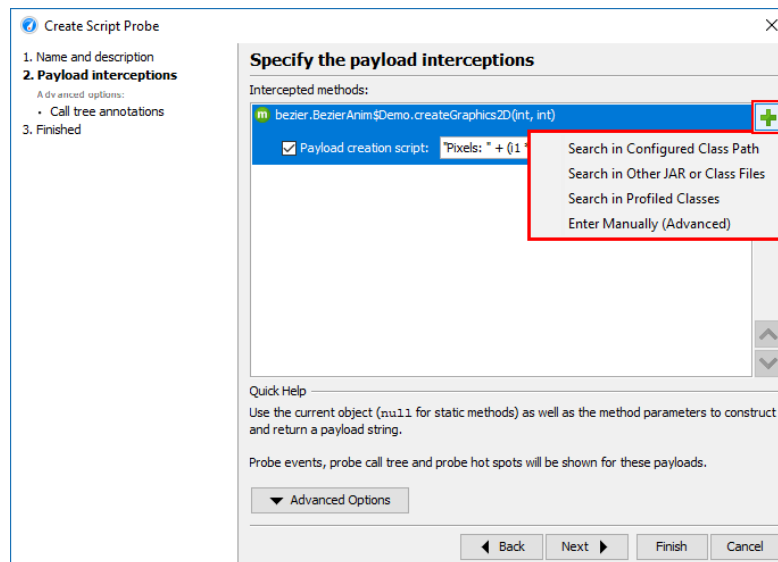 Create Script Probe
1. Name and description
2. Payload interceptions
Advanced options:
• Call tree annotations
3. Finished
Specify the payload interceptions
Intercepted methods:
m bezier.BezierAnim$Demo.createGraphics2D(int, int)
Payload creation script: "Pixels: " + (i1 *
Search in Configured Class Path
Search in Other JAR or Class Files
Search in Profiled Classes
Enter Manually (Advanced)
Quick Help
Use the current object (null for static methods) as well as the method parameters to construct
and return a payload string.
Probe events, probe call tree and probe hot spots will be shown for these payloads.
Advanced Options
Back Next Finish Cancel